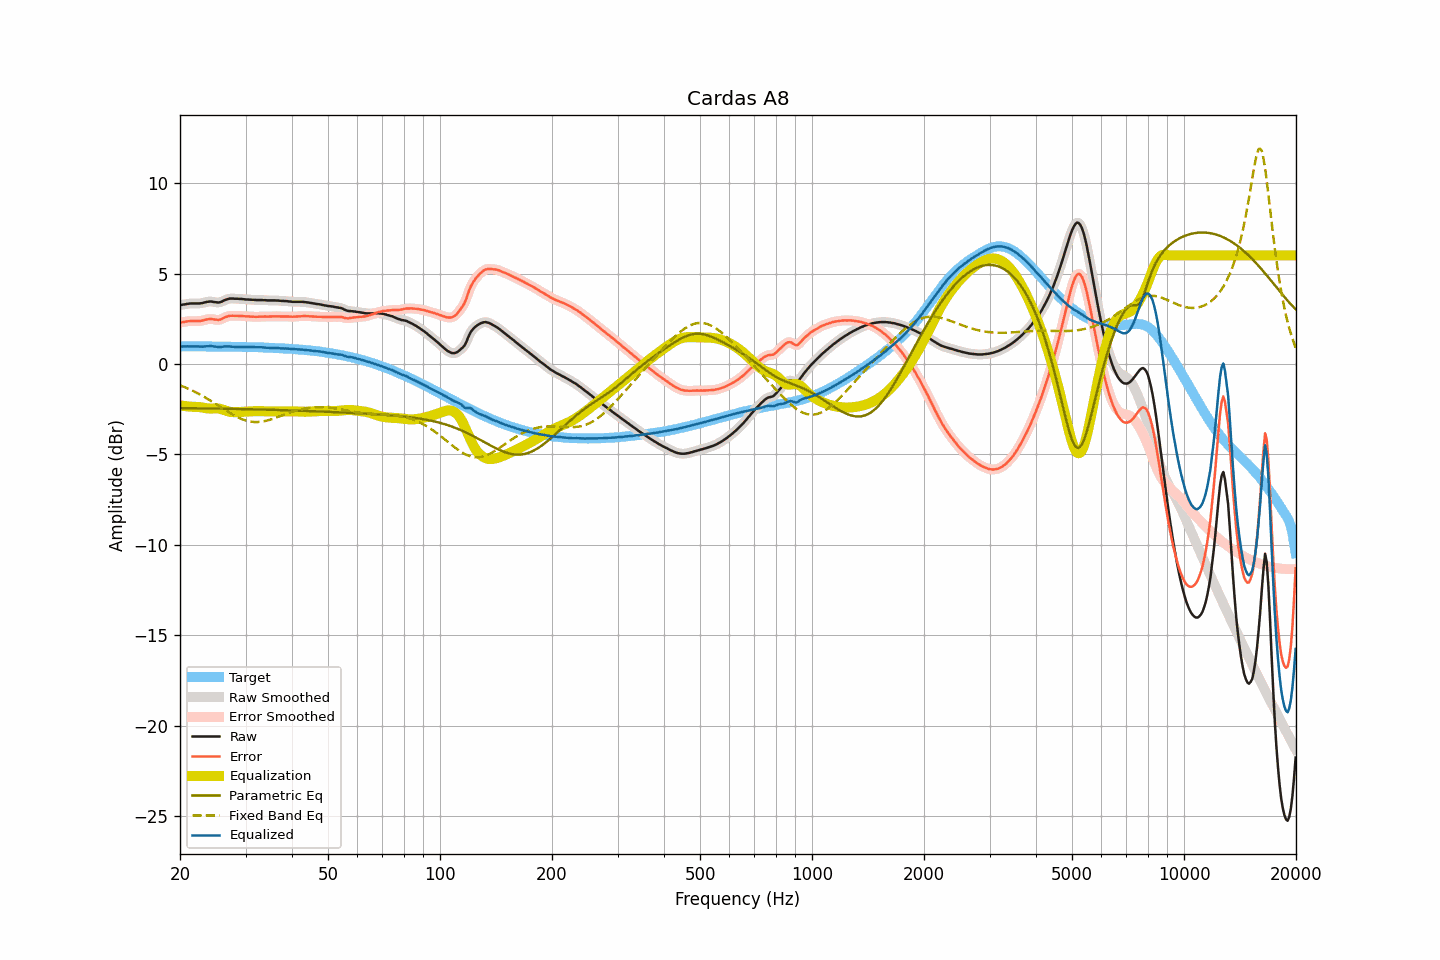 Cardas A8
Amplitude (dBr)
10
5
0
−5
−10
−15
−20
−25
Target
Raw Smoothed
Error Smoothed
Raw
Error
Equalization
Parametric Eq
Fixed Band Eq
Equalized
20 50 100 200 500 1000 2000 5000 10000 20000
Frequency (Hz)